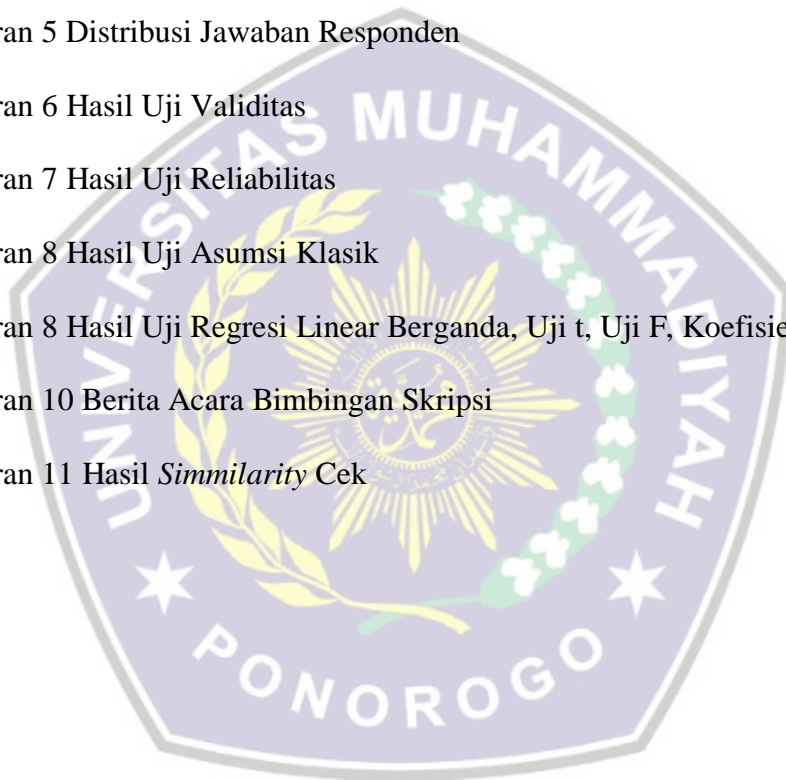 ran 5 Distribusi Jawaban Responden
ran 6 Hasil Uji Validitas
ran 7 Hasil Uji Reliabilitas
ran 8 Hasil Uji Asumsi Klasik
ran 8 Hasil Uji Regresi Linear Berganda, Uji t, Uji F, Koefisie
ran 10 Berita Acara Bimbingan Skripsi
ran 11 Hasil Simmilarity Cek
UNIVERSITAS MUHAMMADIYAH
PONOROGO